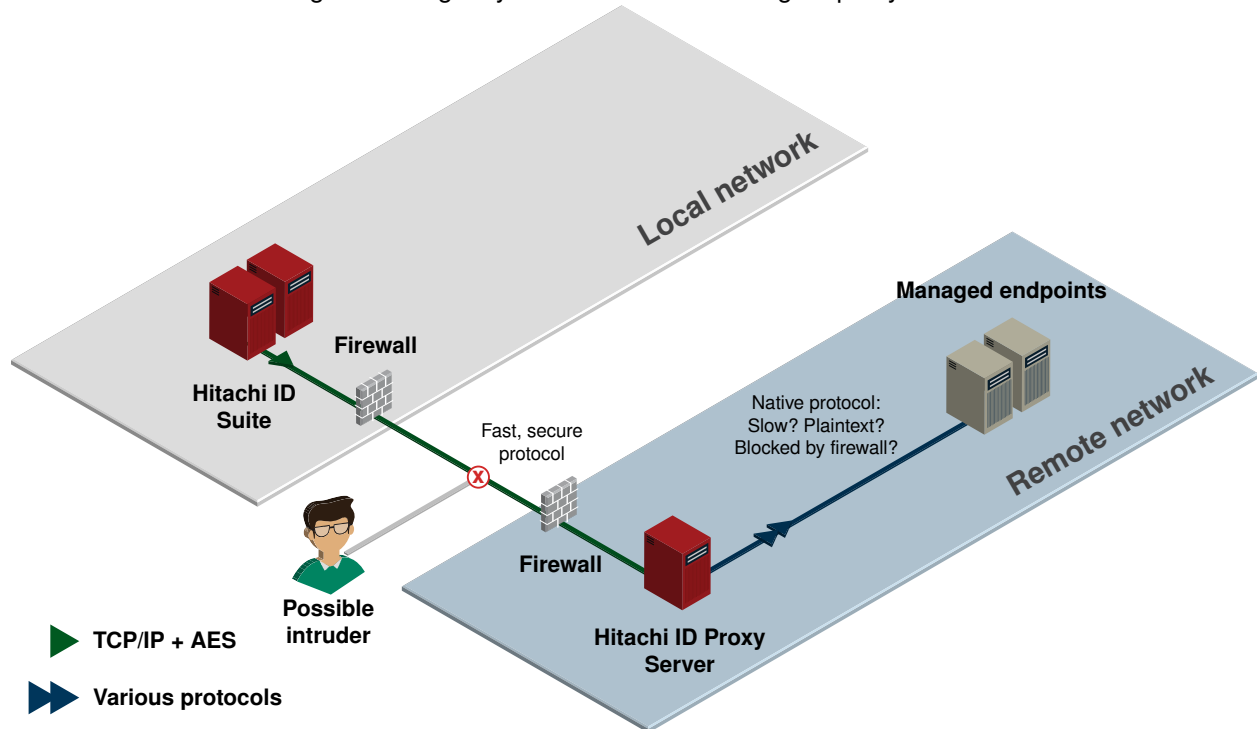 Local network
Managed endpoints
Firewall
Hitachi ID
Suite
Native protocol:
Slow? Plaintext?
Blocked by firewall?
Fast, secure
protocol
X
Remote network
Firewall
Possible
intruder
Hitachi ID Proxy
Server
TCP/IP + AES
Various protocols